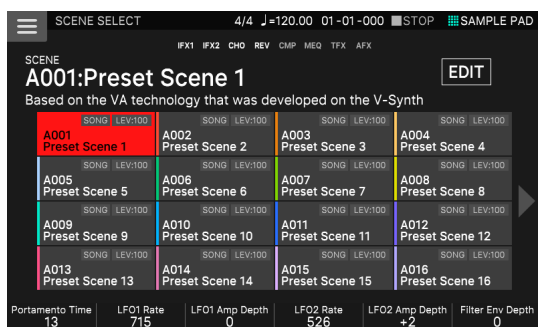 SCENE SELECT 4/4 ♩=120.00 01-01-000 STOP SAMPLE PAD
IFX1 IFX2 CHO REV CMP MEQ TFX AFX
SCENE
A001:Preset Scene 1
EDIT
Based on the VA technology that was developed on the V-Synth
SONG LEV:100 SONG LEV:100 SONG LEV:100 SONG LEV:100
A001 A002 A003 A004
Preset Scene 1 Preset Scene 2 Preset Scene 3 Preset Scene 4
SONG LEV:100 SONG LEV:100 SONG LEV:100 SONG LEV:100
A005 A006 A007 A008
Preset Scene 5 Preset Scene 6 Preset Scene 7 Preset Scene 8
SONG LEV:100 SONG LEV:100 SONG LEV:100 SONG LEV:100
A009 A010 A011 A012
Preset Scene 9 Preset Scene 10 Preset Scene 11 Preset Scene 12
SONG LEV:100 SONG LEV:100 SONG LEV:100 SONG LEV:100
A013 A014 A015 A016
Preset Scene 13 Preset Scene 14 Preset Scene 15 Preset Scene 16
Portamento Time LFO1 Rate LFO1 Amp Depth LFO2 Rate LFO2 Amp Depth Filter Env Depth
13 715 0 526 +2 0